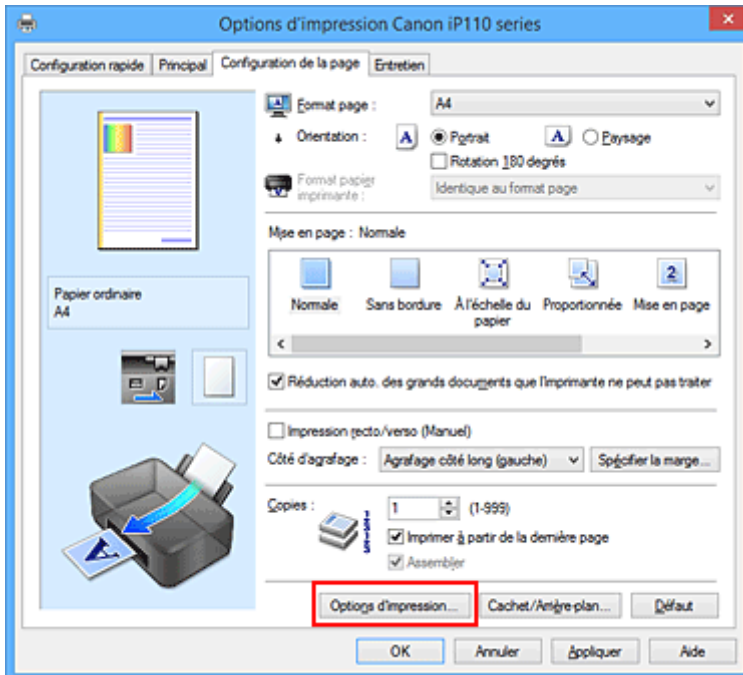 Options d'impression Canon iP110 series
Configuration rapide Principal Configuration de la page Entretien
Format page : A4
Orientation : A Portrait A Paysage
Rotation 180 degrés
Format papier imprimante : Identique au format page
Mise en page : Normale
2
Normale Sans bordure À l'échelle du papier Proportionnée Mise en page
Papier ordinaire
A4
Réduction auto. des grands documents que l'imprimante ne peut pas traiter
Impression recto/verso (Manuel)
Côté d'agrafage : Agrafage côté long (gauche) Spécifier la marge...
Copies : 1 (1-999)
Imprimer à partir de la dernière page
Assembler
A
Options d'impression... Cachet/Arrière-plan... Défaut
OK Annuler Appliquer Aide